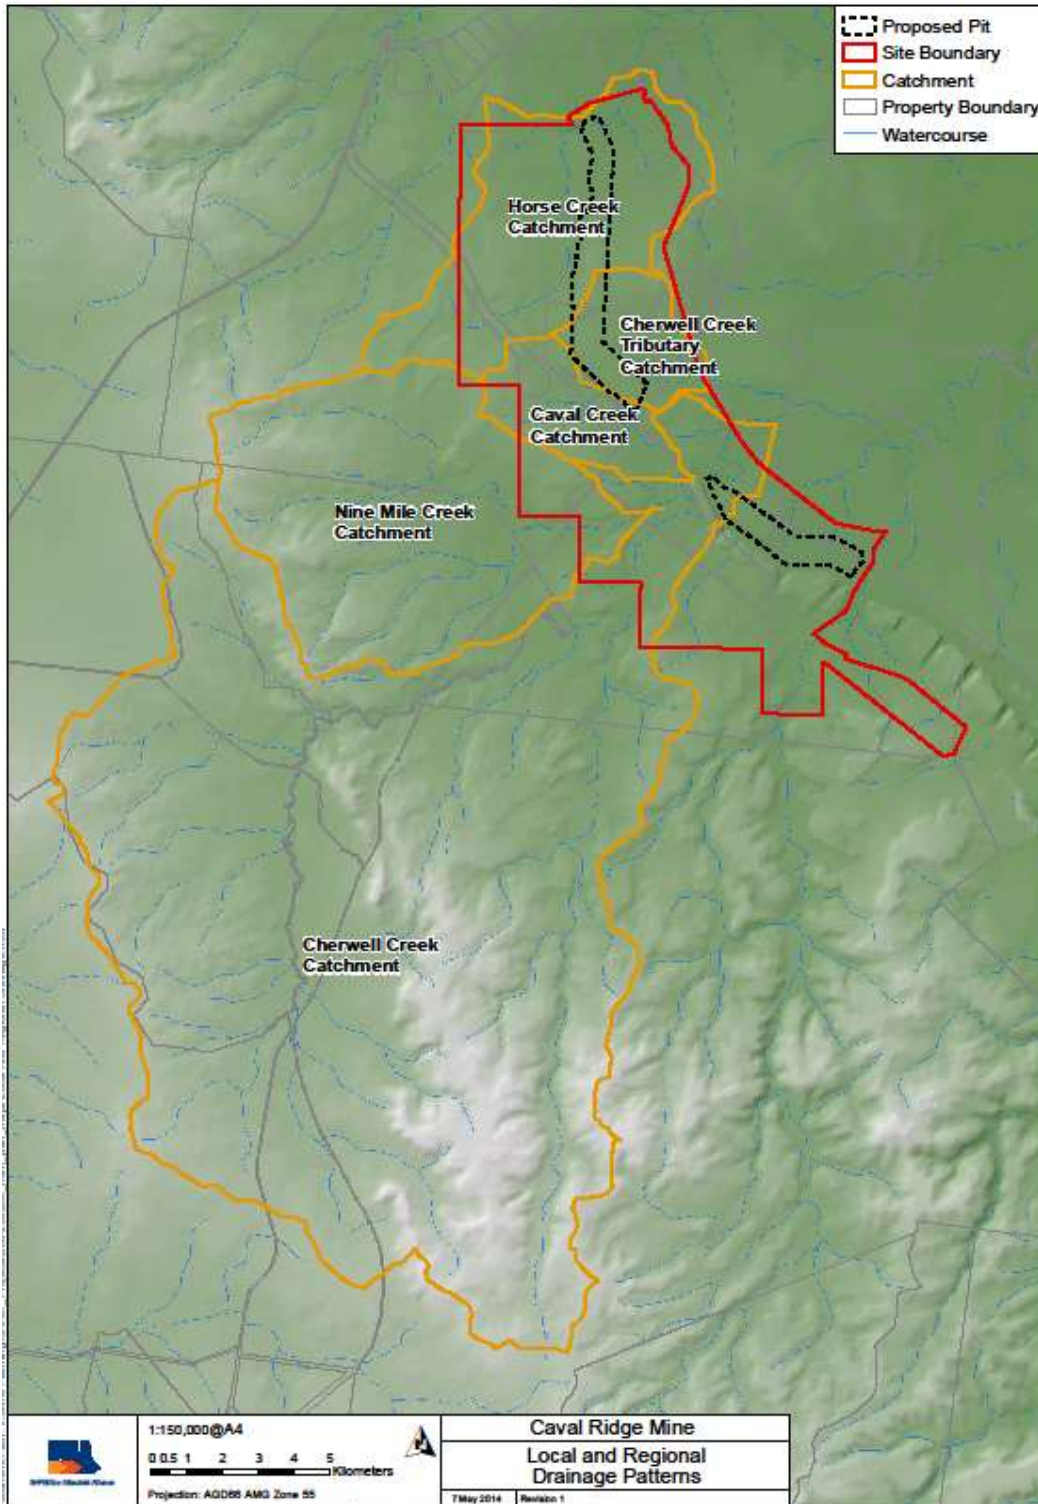 Proposed Pit
Site Boundary
Catchment
Property Boundary
Watercourse
Horse Creek
Catchment
Cherwell Creek
Tributary
Catchment
Caval Creek
Catchment
Nine Mile Creek
Catchment
Cherwell Creek
Catchment
1:150,000@A4
0 0.5 1 2 3 4 5
Kilometers
Projection: AGD66 AMG Zone 55
Caval Ridge Mine
Local and Regional
Drainage Patterns
7 May 2014 Revision 1